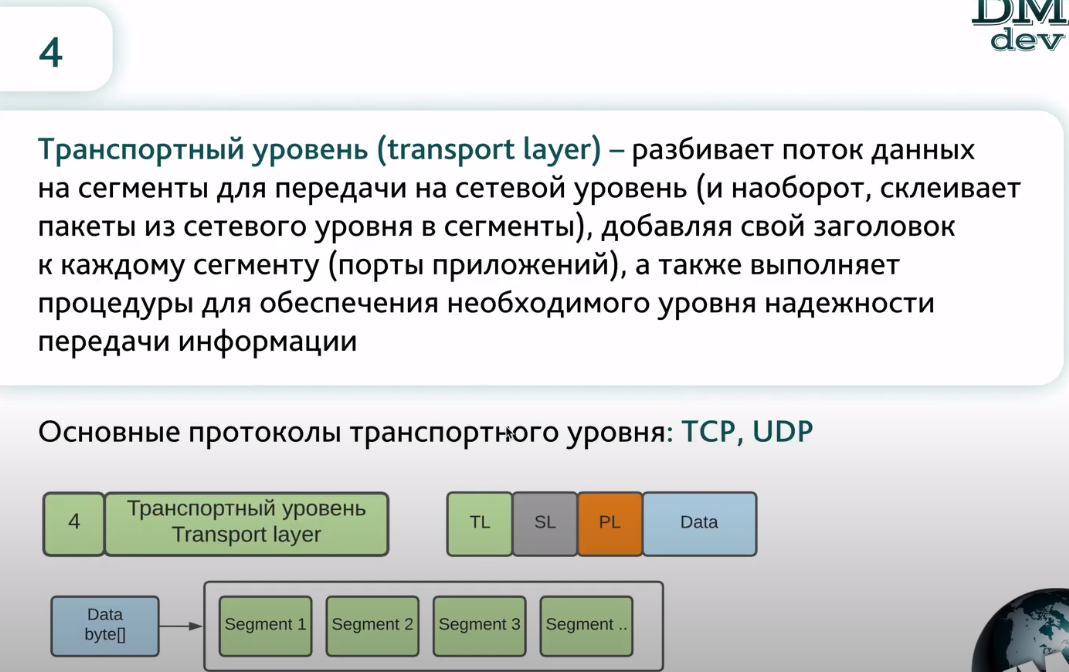 DM
dev
4
Транспортный уровень (transport layer) – разбивает поток данных
на сегменты для передачи на сетевой уровень (и наоборот, склеивает
пакеты из сетевого уровня в сегменты), добавляя свой заголовок
к каждому сегменту (порты приложений), а также выполняет
процедуры для обеспечения необходимого уровня надежности
передачи информации
Основные протоколы транспортного уровня: TCP, UDP
4
Транспортный уровень
Transport layer
TL
SL
PL
Data
Data
byte[]
Segment 1
Segment 2
Segment 3
Segment ..